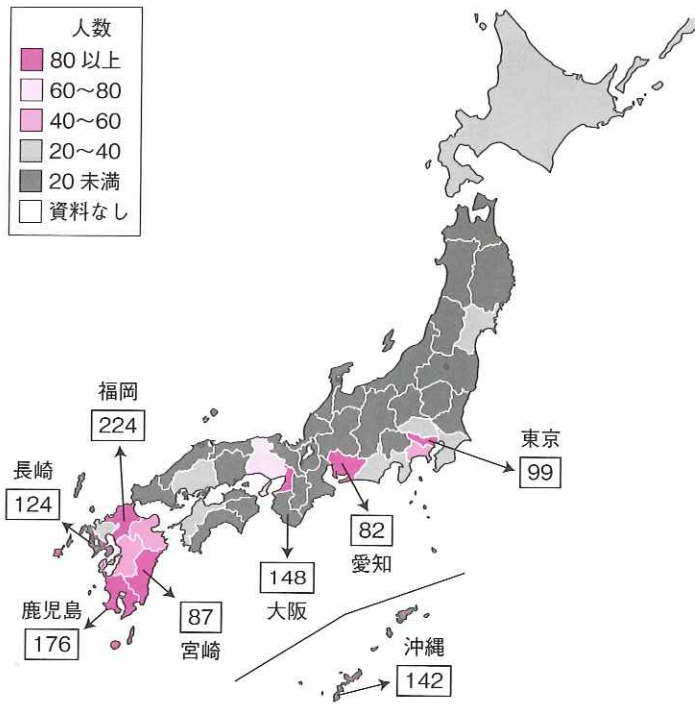 人数
80 以上
60～80
40～60
20～40
20 未満
資料なし
福岡
224
長崎
124
鹿児島
176
87
宮崎
148
大阪
82
愛知
東京
99
沖縄
142